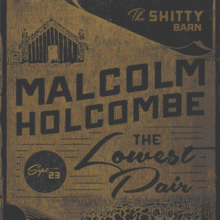 The SHITTY
BARN
MALCOLM
HOLCOMBE
THE
Lowest
Pair
Sept
23